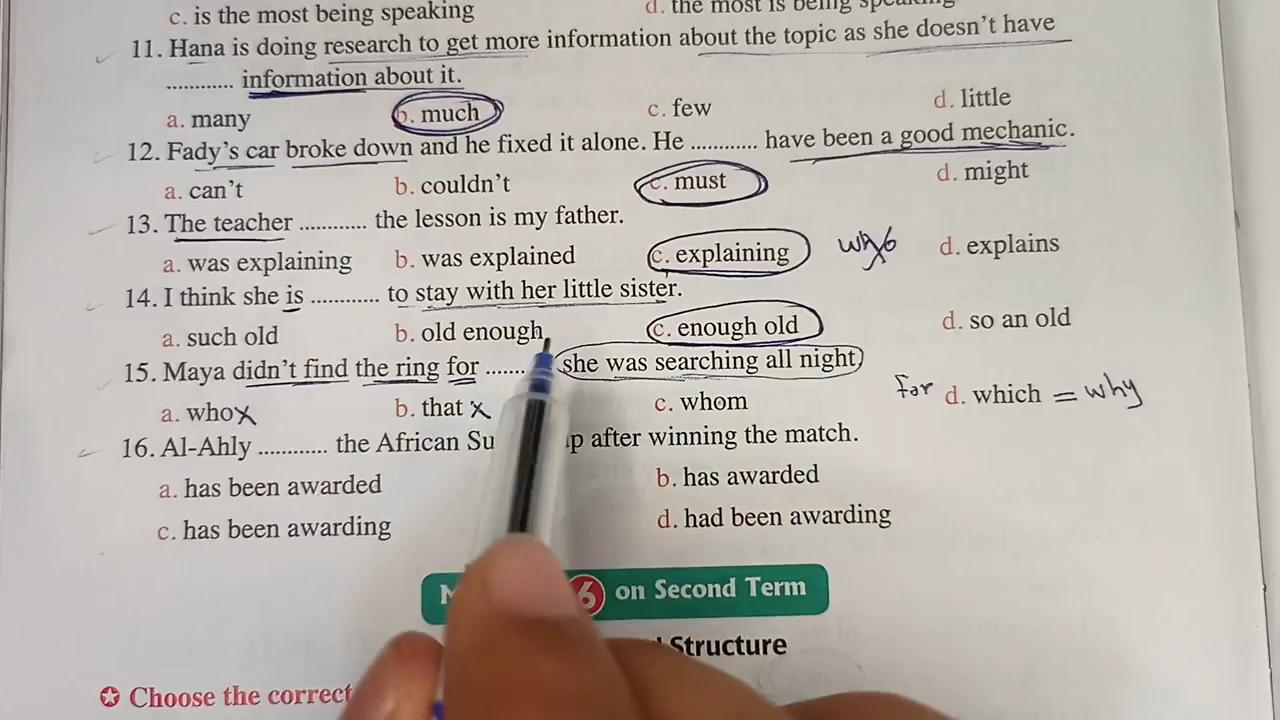 c. is the most being speaking d. the most is being speaking
11. Hana is doing research to get more information about the topic as she doesn't have
............ information about it.
a. many b. much c. few d. little
12. Fady's car broke down and he fixed it alone. He ............ have been a good mechanic.
a. can't b. couldn't c. must d. might
13. The teacher ............ the lesson is my father.
a. was explaining b. was explained c. explaining d. explains
14. I think she is ............ to stay with her little sister.
a. such old b. old enough c. enough old d. so an old
15. Maya didn't find the ring for ....... she was searching all night
a. who x b. that x c. whom for d. which = why
16. Al-Ahly ............ the African Su p after winning the match.
a. has been awarded b. has awarded
c. has been awarding d. had been awarding
6 on Second Term
Structure
Choose the correct